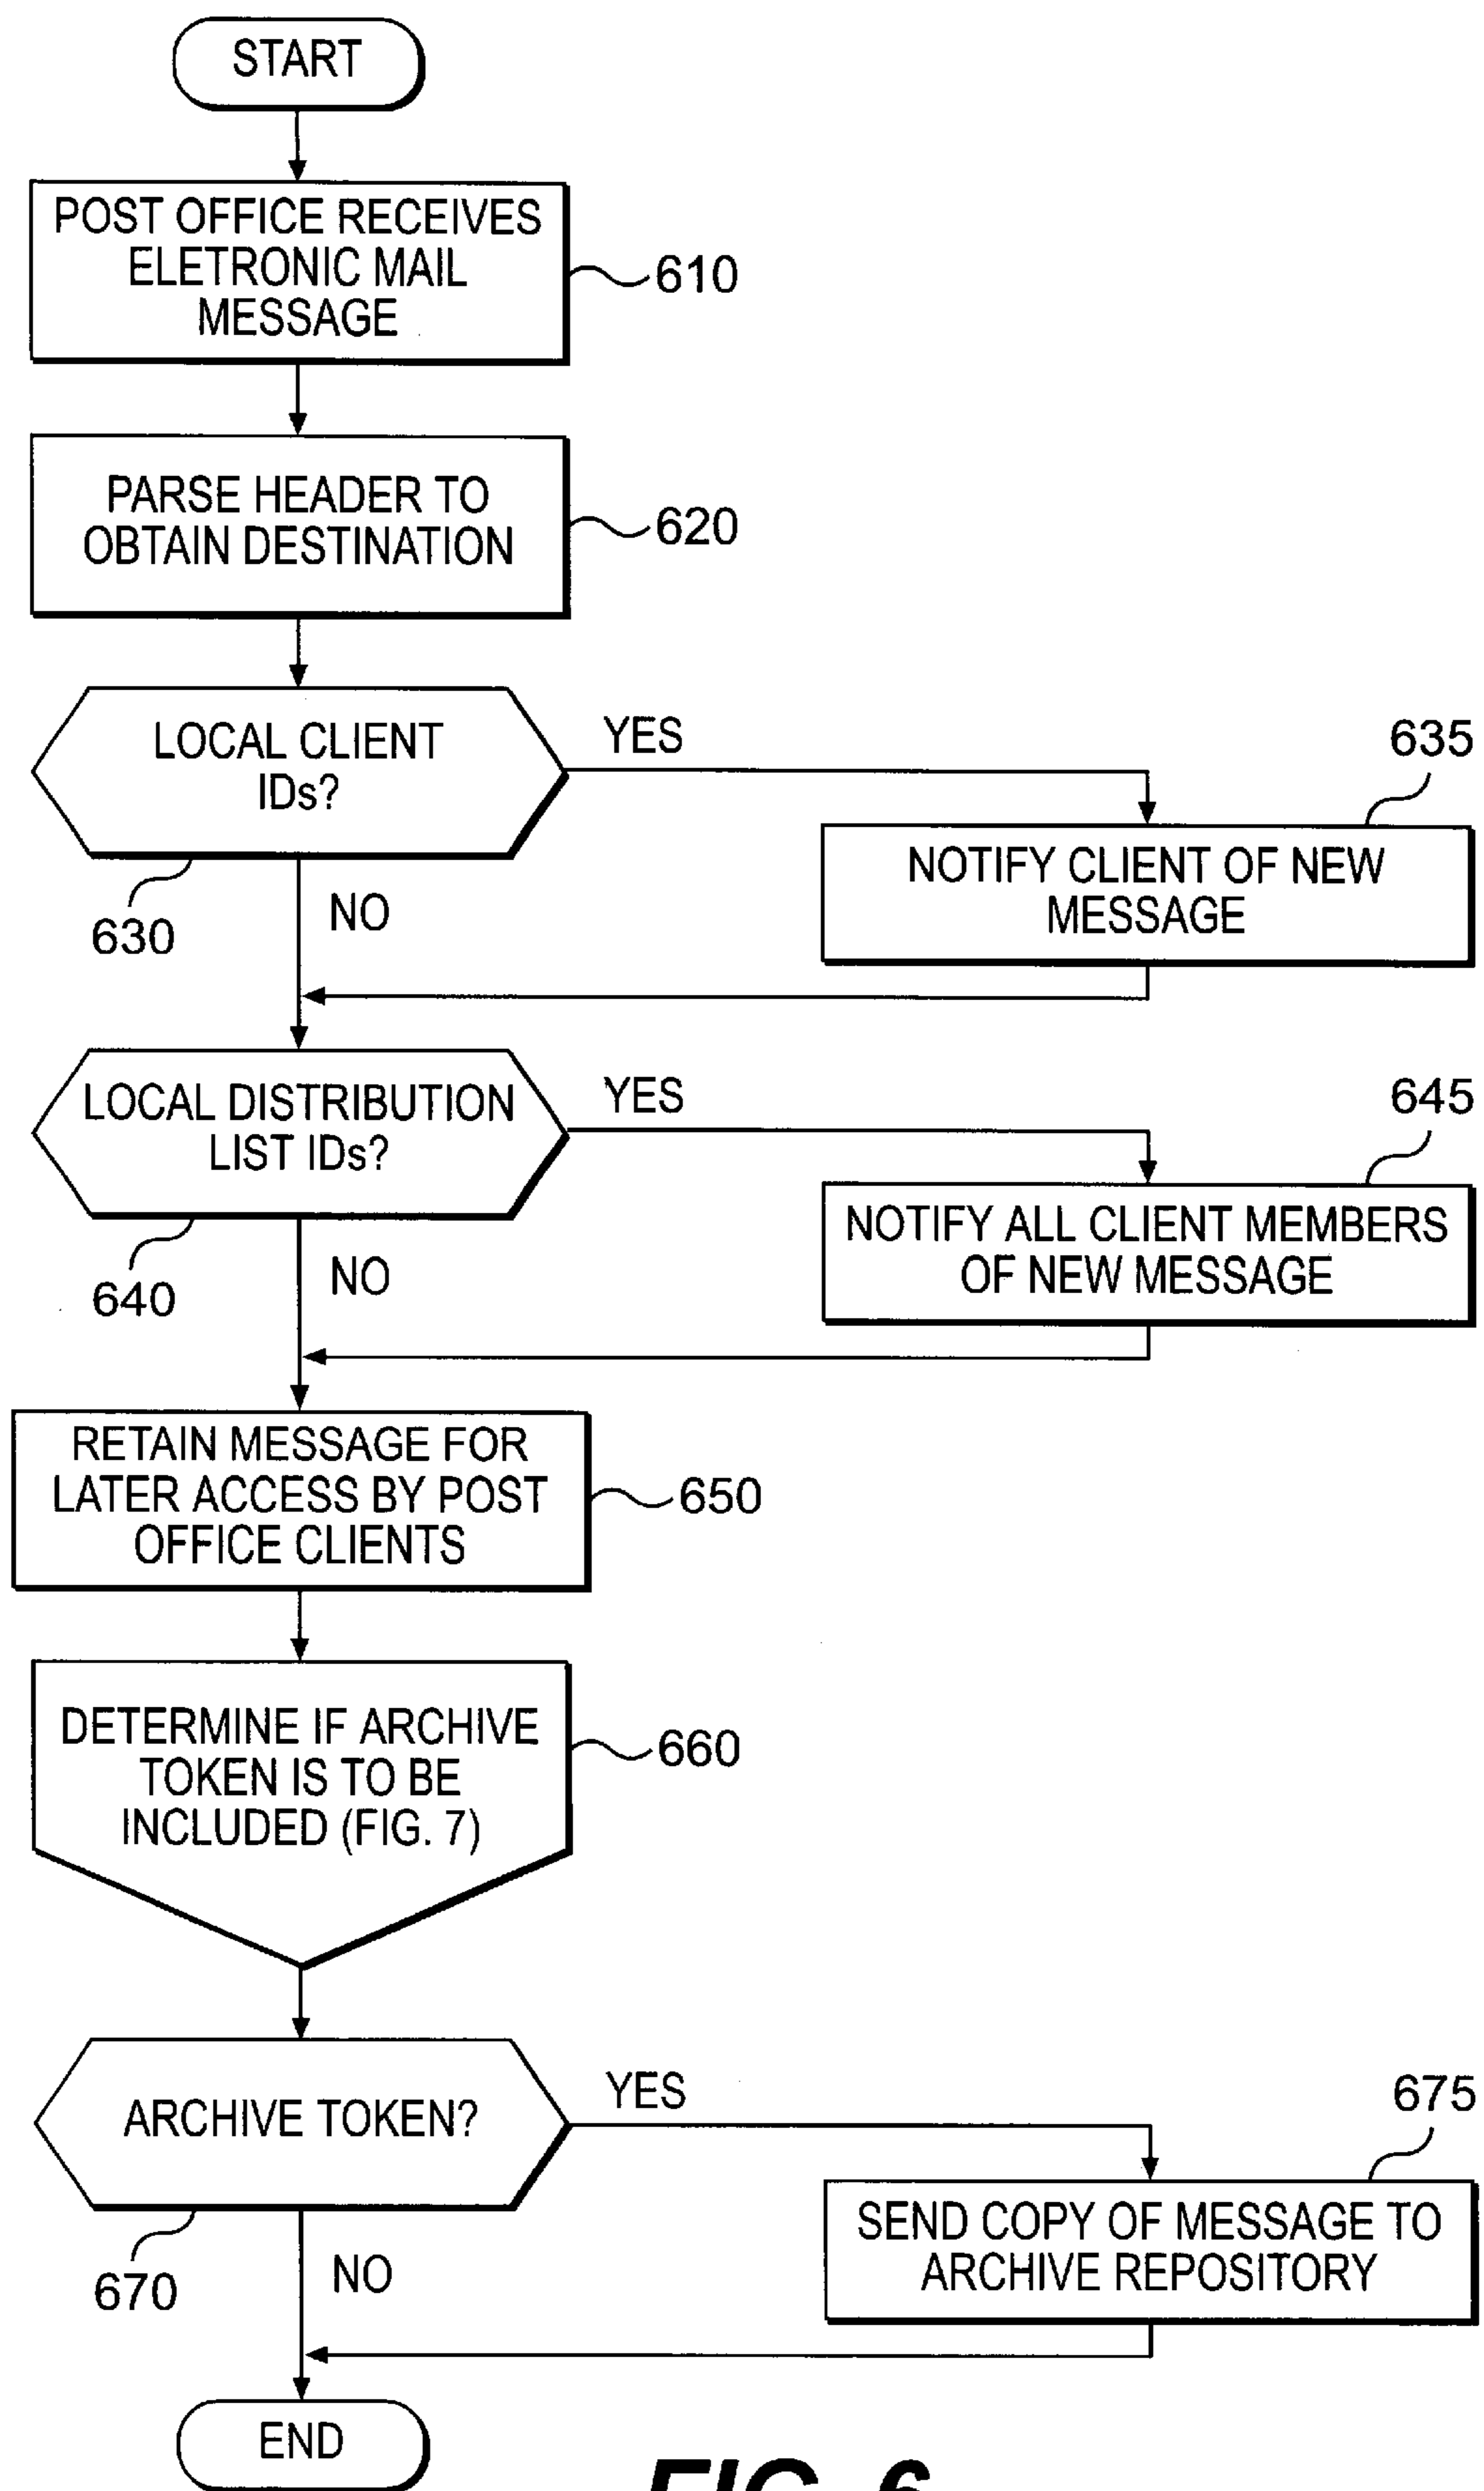 START
POST OFFICE RECEIVES
ELETRONIC MAIL
MESSAGE
610
PARSE HEADER TO
OBTAIN DESTINATION
620
LOCAL CLIENT
IDs?
YES
635
NOTIFY CLIENT OF NEW
MESSAGE
630
NO
LOCAL DISTRIBUTION
LIST IDs?
YES
645
NOTIFY ALL CLIENT MEMBERS
OF NEW MESSAGE
640
NO
RETAIN MESSAGE FOR
LATER ACCESS BY POST
OFFICE CLIENTS
650
DETERMINE IF ARCHIVE
TOKEN IS TO BE
INCLUDED (FIG. 7)
660
ARCHIVE TOKEN?
YES
675
SEND COPY OF MESSAGE TO
ARCHIVE REPOSITORY
670
NO
END
FIG. 6